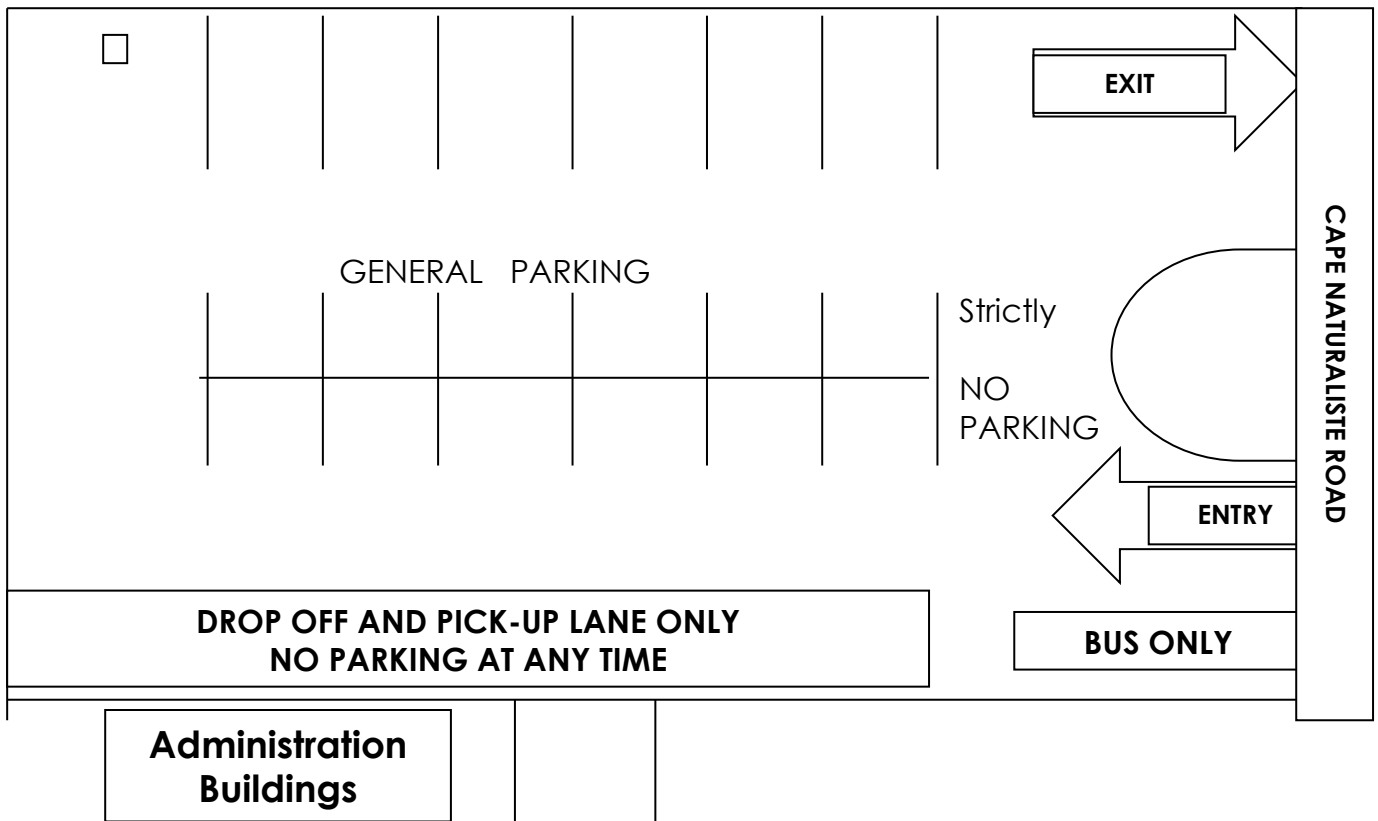 EXIT
CAPE NATURALISTE ROAD
GENERAL PARKING
Strictly
NO
PARKING
ENTRY
DROP OFF AND PICK-UP LANE ONLY
NO PARKING AT ANY TIME
BUS ONLY
Administration
Buildings